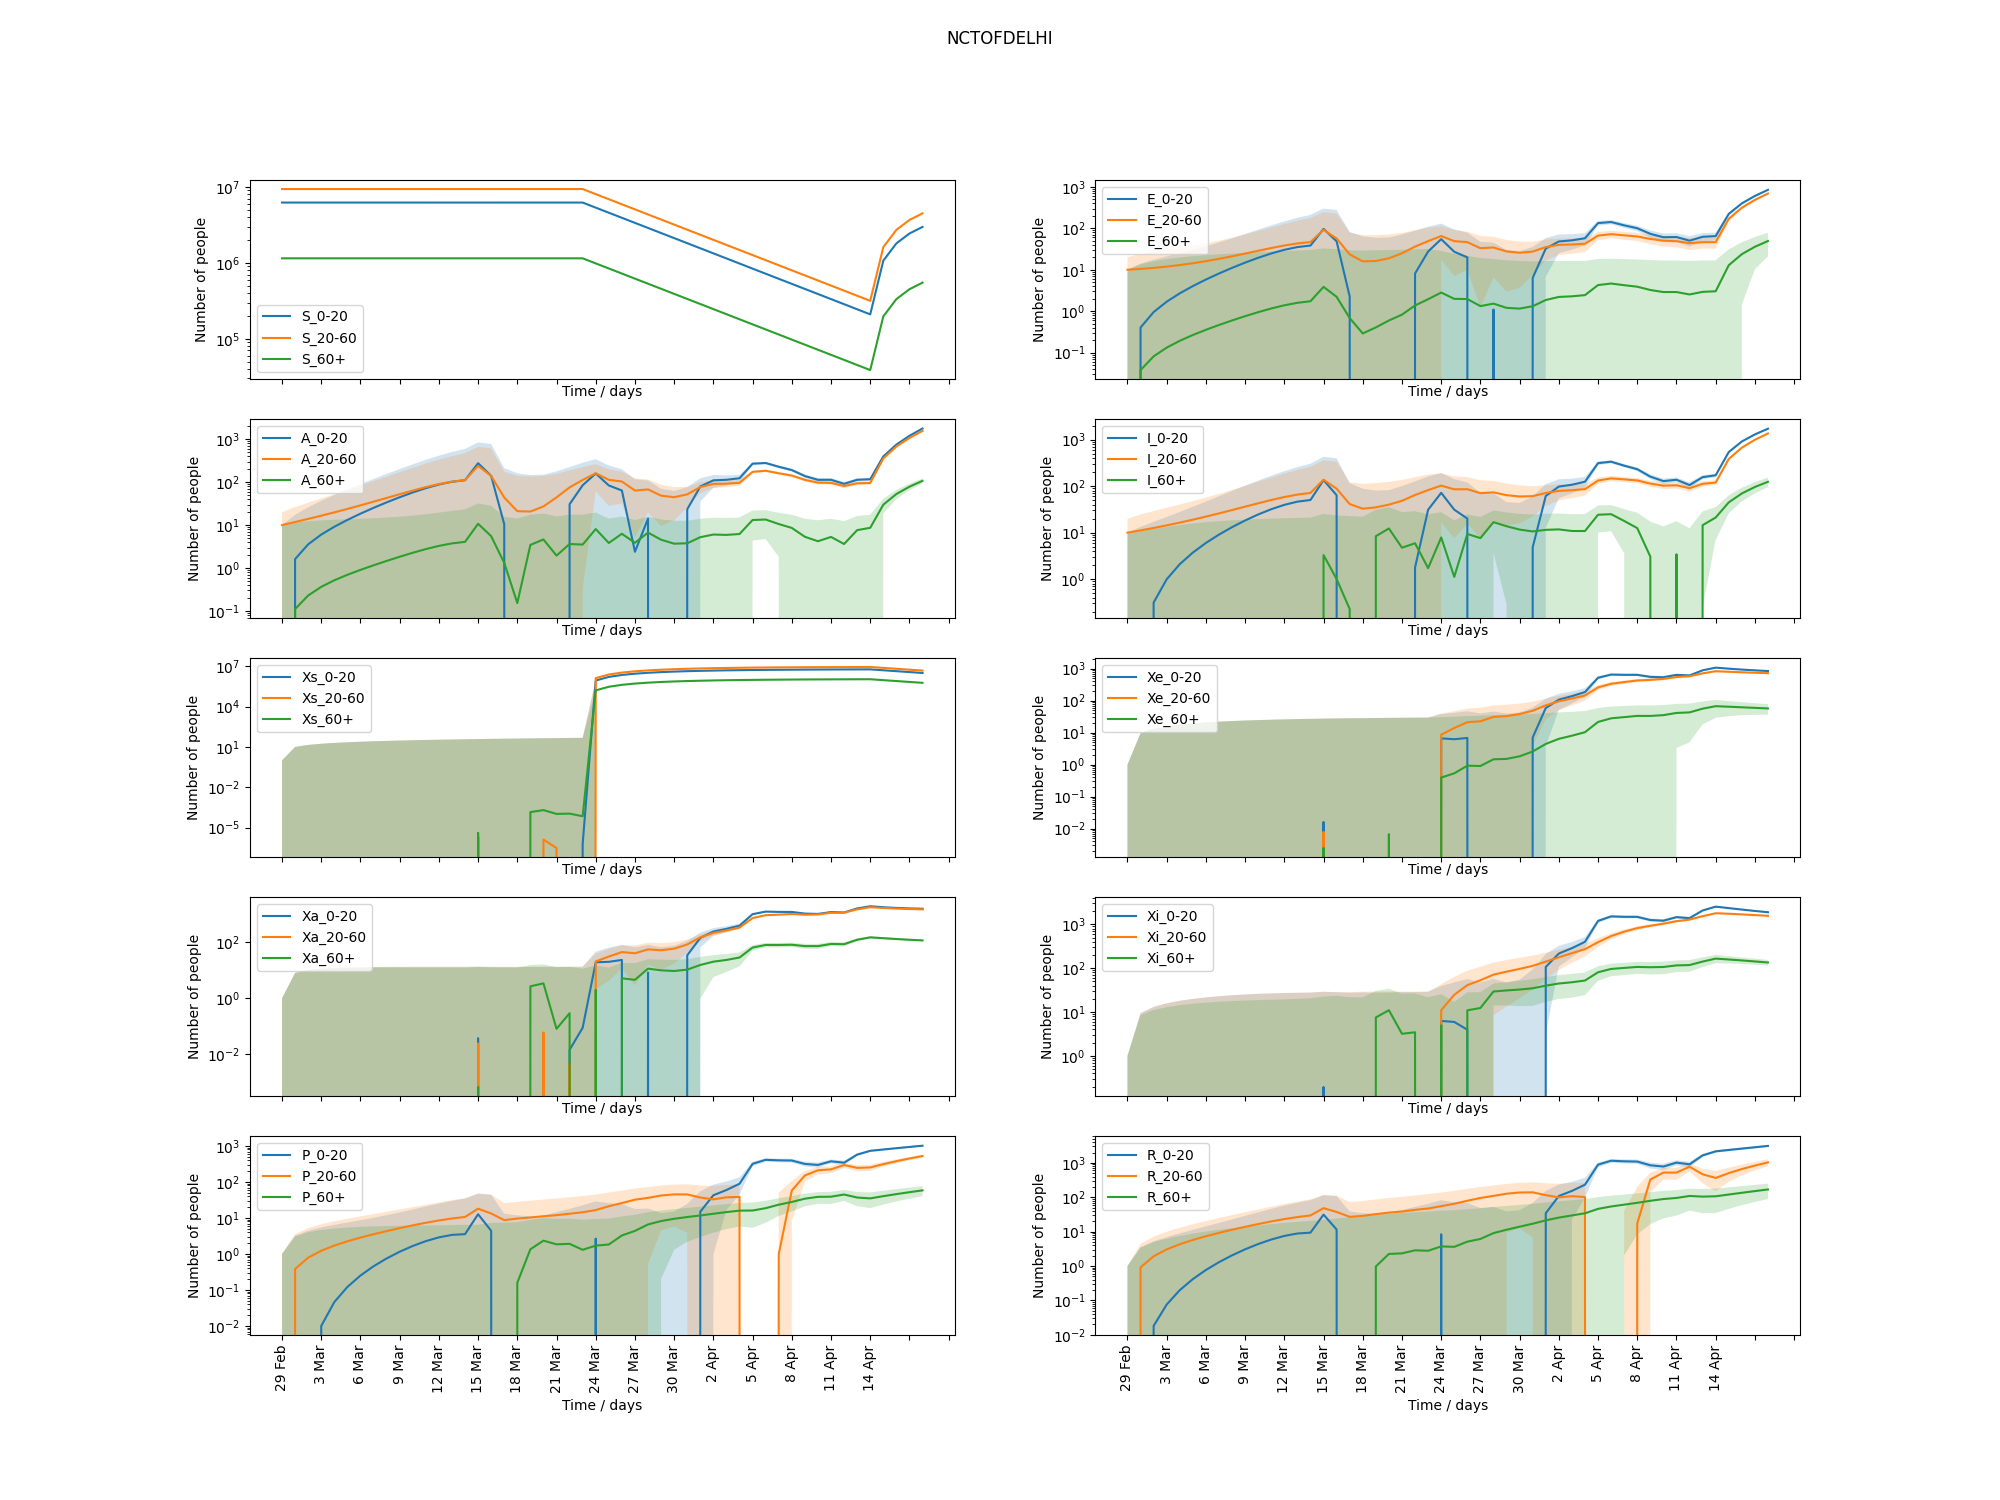 NCTOFDELHI
Number of people
10^7
10^6
10^5
S_0-20
S_20-60
S_60+
Time / days
Number of people
10^3
10^2
10^1
10^0
10^-1
E_0-20
E_20-60
E_60+
Time / days
Number of people
10^3
10^2
10^1
10^0
10^-1
A_0-20
A_20-60
A_60+
Time / days
Number of people
10^3
10^2
10^1
10^0
I_0-20
I_20-60
I_60+
Time / days
Number of people
10^7
10^4
10^1
10^-2
10^-5
Xs_0-20
Xs_20-60
Xs_60+
Time / days
Number of people
10^3
10^2
10^1
10^0
10^-1
10^-2
Xe_0-20
Xe_20-60
Xe_60+
Time / days
Number of people
10^2
10^0
10^-2
Xa_0-20
Xa_20-60
Xa_60+
Time / days
Number of people
10^3
10^2
10^1
10^0
Xi_0-20
Xi_20-60
Xi_60+
Time / days
Number of people
10^3
10^2
10^1
10^0
10^-1
10^-2
P_0-20
P_20-60
P_60+
29 Feb
3 Mar
6 Mar
9 Mar
12 Mar
15 Mar
18 Mar
21 Mar
24 Mar
27 Mar
30 Mar
2 Apr
5 Apr
8 Apr
11 Apr
14 Apr
Time / days
Number of people
10^3
10^2
10^1
10^0
10^-1
10^-2
R_0-20
R_20-60
R_60+
29 Feb
3 Mar
6 Mar
9 Mar
12 Mar
15 Mar
18 Mar
21 Mar
24 Mar
27 Mar
30 Mar
2 Apr
5 Apr
8 Apr
11 Apr
14 Apr
Time / days